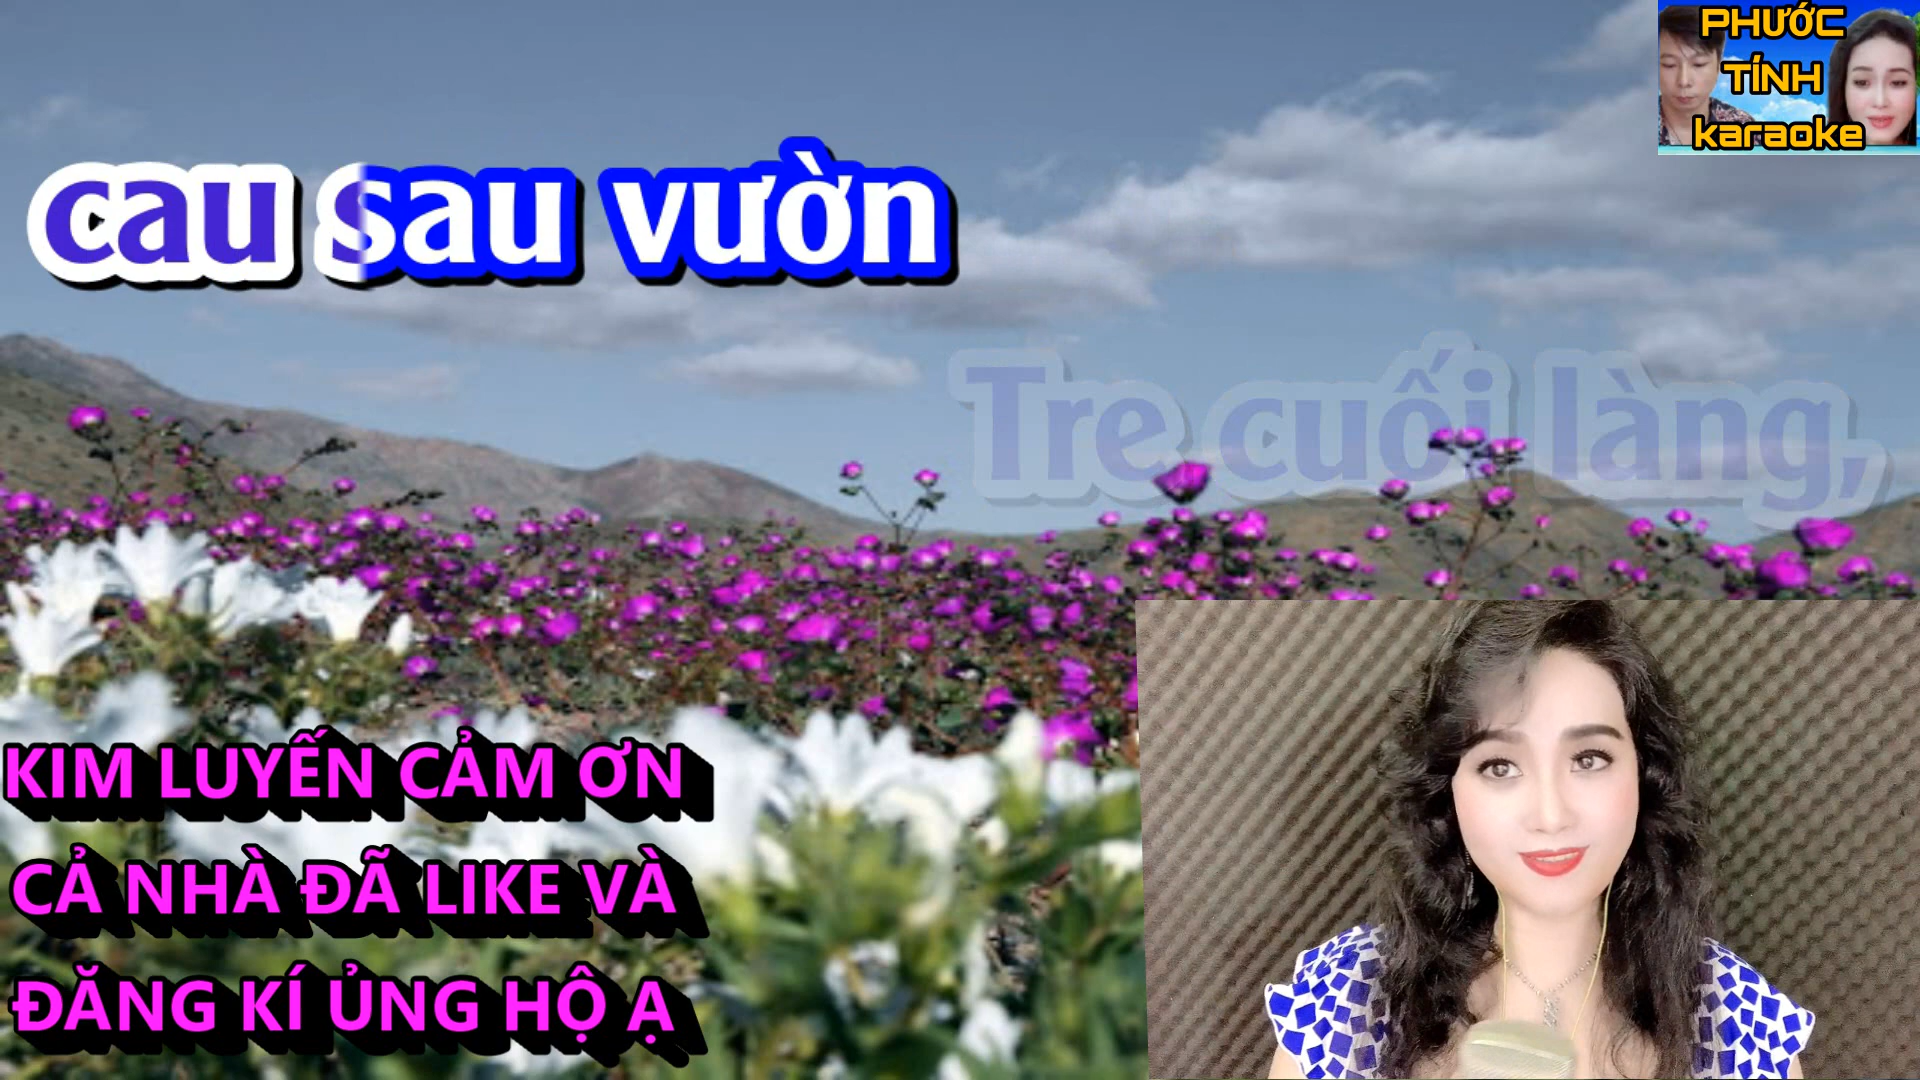 PHƯỚC
TÍNH
karaoke
cau sau vườn
Tre cuối làng,
KIM LUYẾN CẢM ƠN
CẢ NHÀ ĐÃ LIKE VÀ
ĐĂNG KÍ ỦNG HỘ Ạ